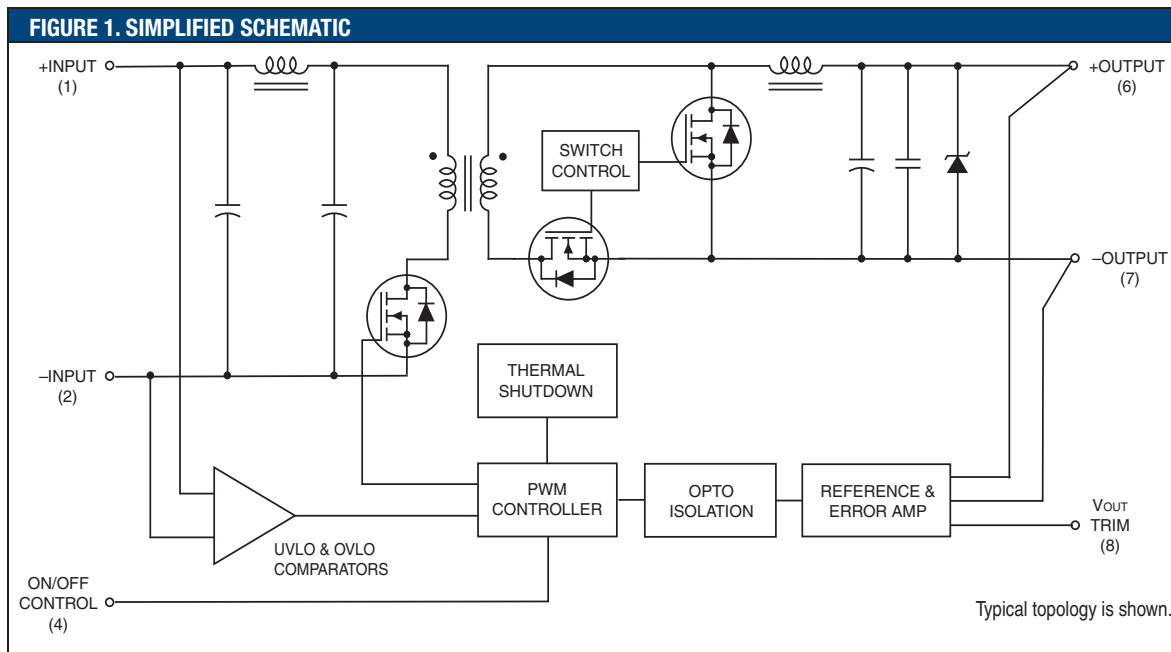 FIGURE 1. SIMPLIFIED SCHEMATIC
+INPUT
(1)
+OUTPUT
(6)
SWITCH
CONTROL
–OUTPUT
(7)
–INPUT
(2)
THERMAL
SHUTDOWN
PWM
CONTROLLER
OPTO
ISOLATION
REFERENCE &
ERROR AMP
VOUT
TRIM
(8)
UVLO & OVLO
COMPARATORS
ON/OFF
CONTROL
(4)
Typical topology is shown.